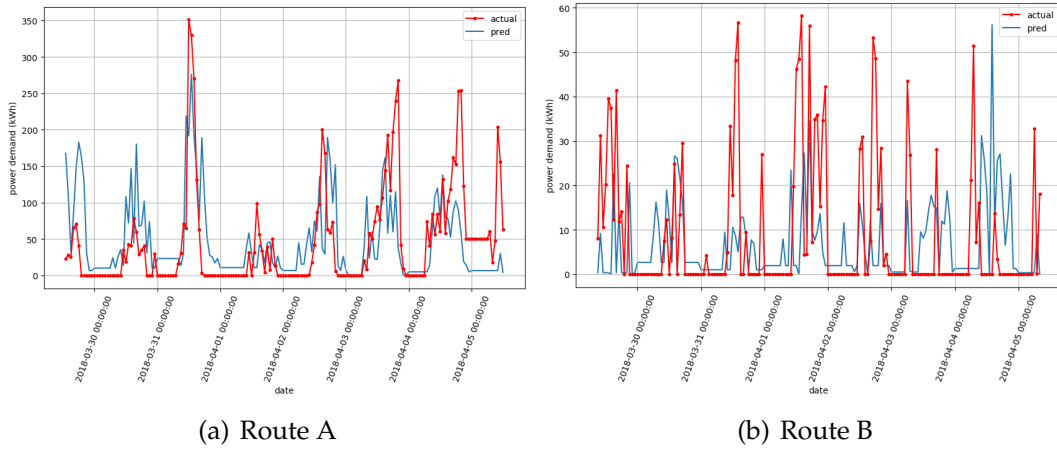 350
300
250
200
150
100
50
0
power demand (kWh)
actual
pred
2018-03-30 00:00:00
2018-03-31 00:00:00
2018-04-01 00:00:00
2018-04-02 00:00:00
2018-04-03 00:00:00
2018-04-04 00:00:00
2018-04-05 00:00:00
date
(a) Route A
60
50
40
30
20
10
0
power demand (kWh)
actual
pred
2018-03-30 00:00:00
2018-03-31 00:00:00
2018-04-01 00:00:00
2018-04-02 00:00:00
2018-04-03 00:00:00
2018-04-04 00:00:00
2018-04-05 00:00:00
date
(b) Route B